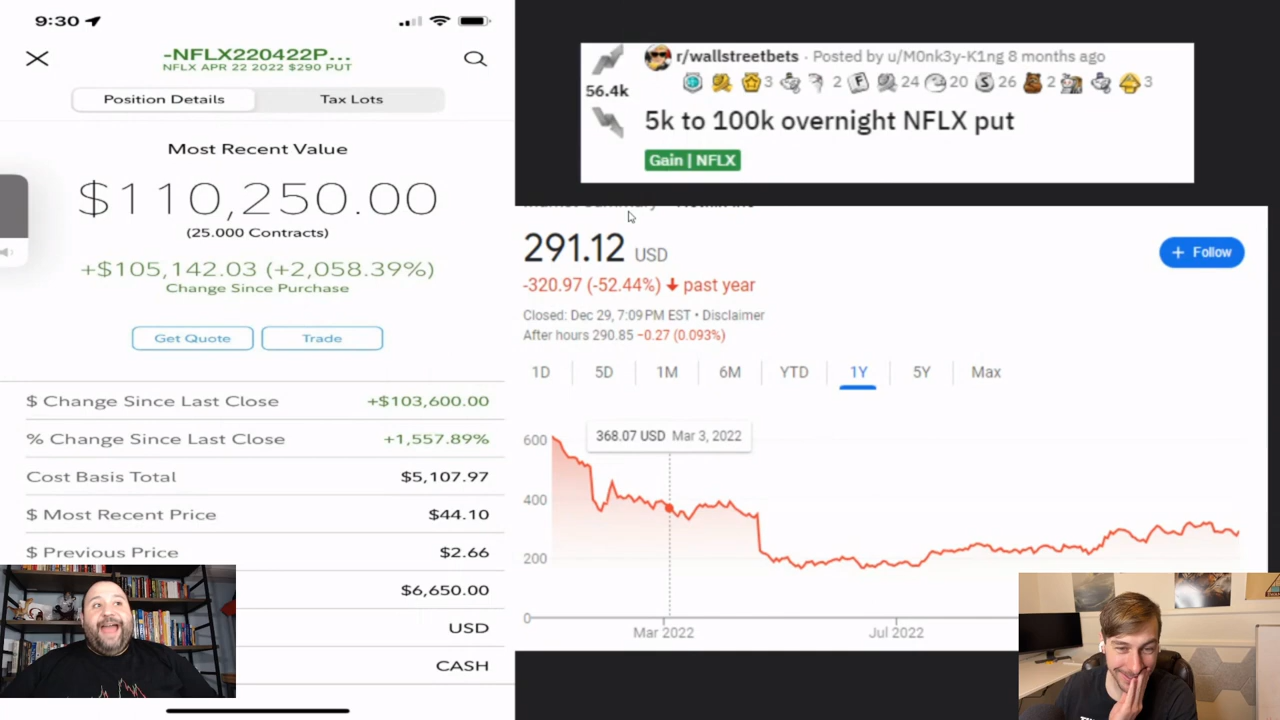 9:30
-NFLX220422P...
NFLX APR 22 2022 $290 PUT
Position Details
Tax Lots
Most Recent Value
$110,250.00
(25.000 Contracts)
+$105,142.03 (+2,058.39%)
Change Since Purchase
Get Quote
Trade
$ Change Since Last Close +$103,600.00
% Change Since Last Close +1,557.89%
Cost Basis Total $5,107.97
$ Most Recent Price $44.10
$ Previous Price $2.66
$6,650.00
USD
CASH
r/wallstreetbets · Posted by u/M0nk3y-K1ng 8 months ago
3 2 24 20 26 2 3
56.4k
5k to 100k overnight NFLX put
Gain | NFLX
291.12 USD
+ Follow
-320.97 (-52.44%) ↓ past year
Closed: Dec 29, 7:09 PM EST • Disclaimer
After hours 290.85 −0.27 (0.093%)
1D 5D 1M 6M YTD 1Y 5Y Max
368.07 USD Mar 3, 2022
600
400
200
0
Mar 2022
Jul 2022